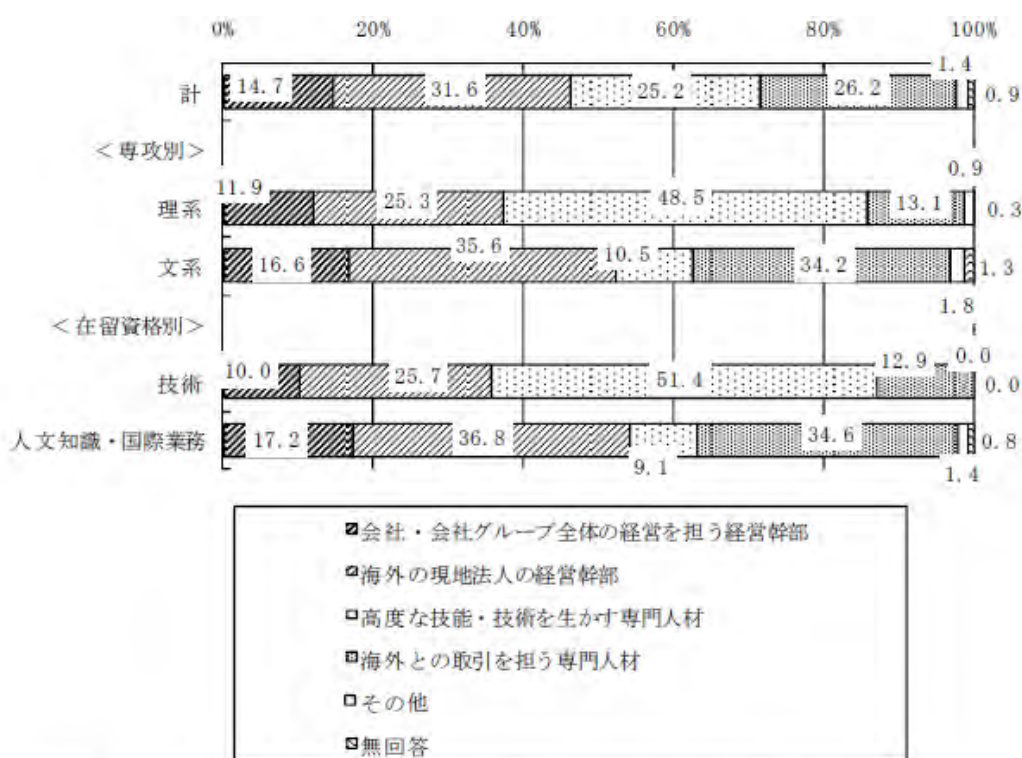 0% 20% 40% 60% 80% 100%
1.4
計 14.7 31.6 25.2 26.2 0.9
<専攻別>
0.9
11.9
理系 25.3 48.5 13.1 0.3
35.6 10.5
文系 16.6 34.2 1.3
1.8
<在留資格別>
10.0 12.9 0.0
技術 25.7 51.4 0.0
人文知識・国際業務 17.2 36.8 34.6 0.8
9.1 1.4
会社・会社グループ全体の経営を担う経営幹部
海外の現地法人の経営幹部
高度な技能・技術を生かす専門人材
海外との取引を担う専門人材
その他
無回答